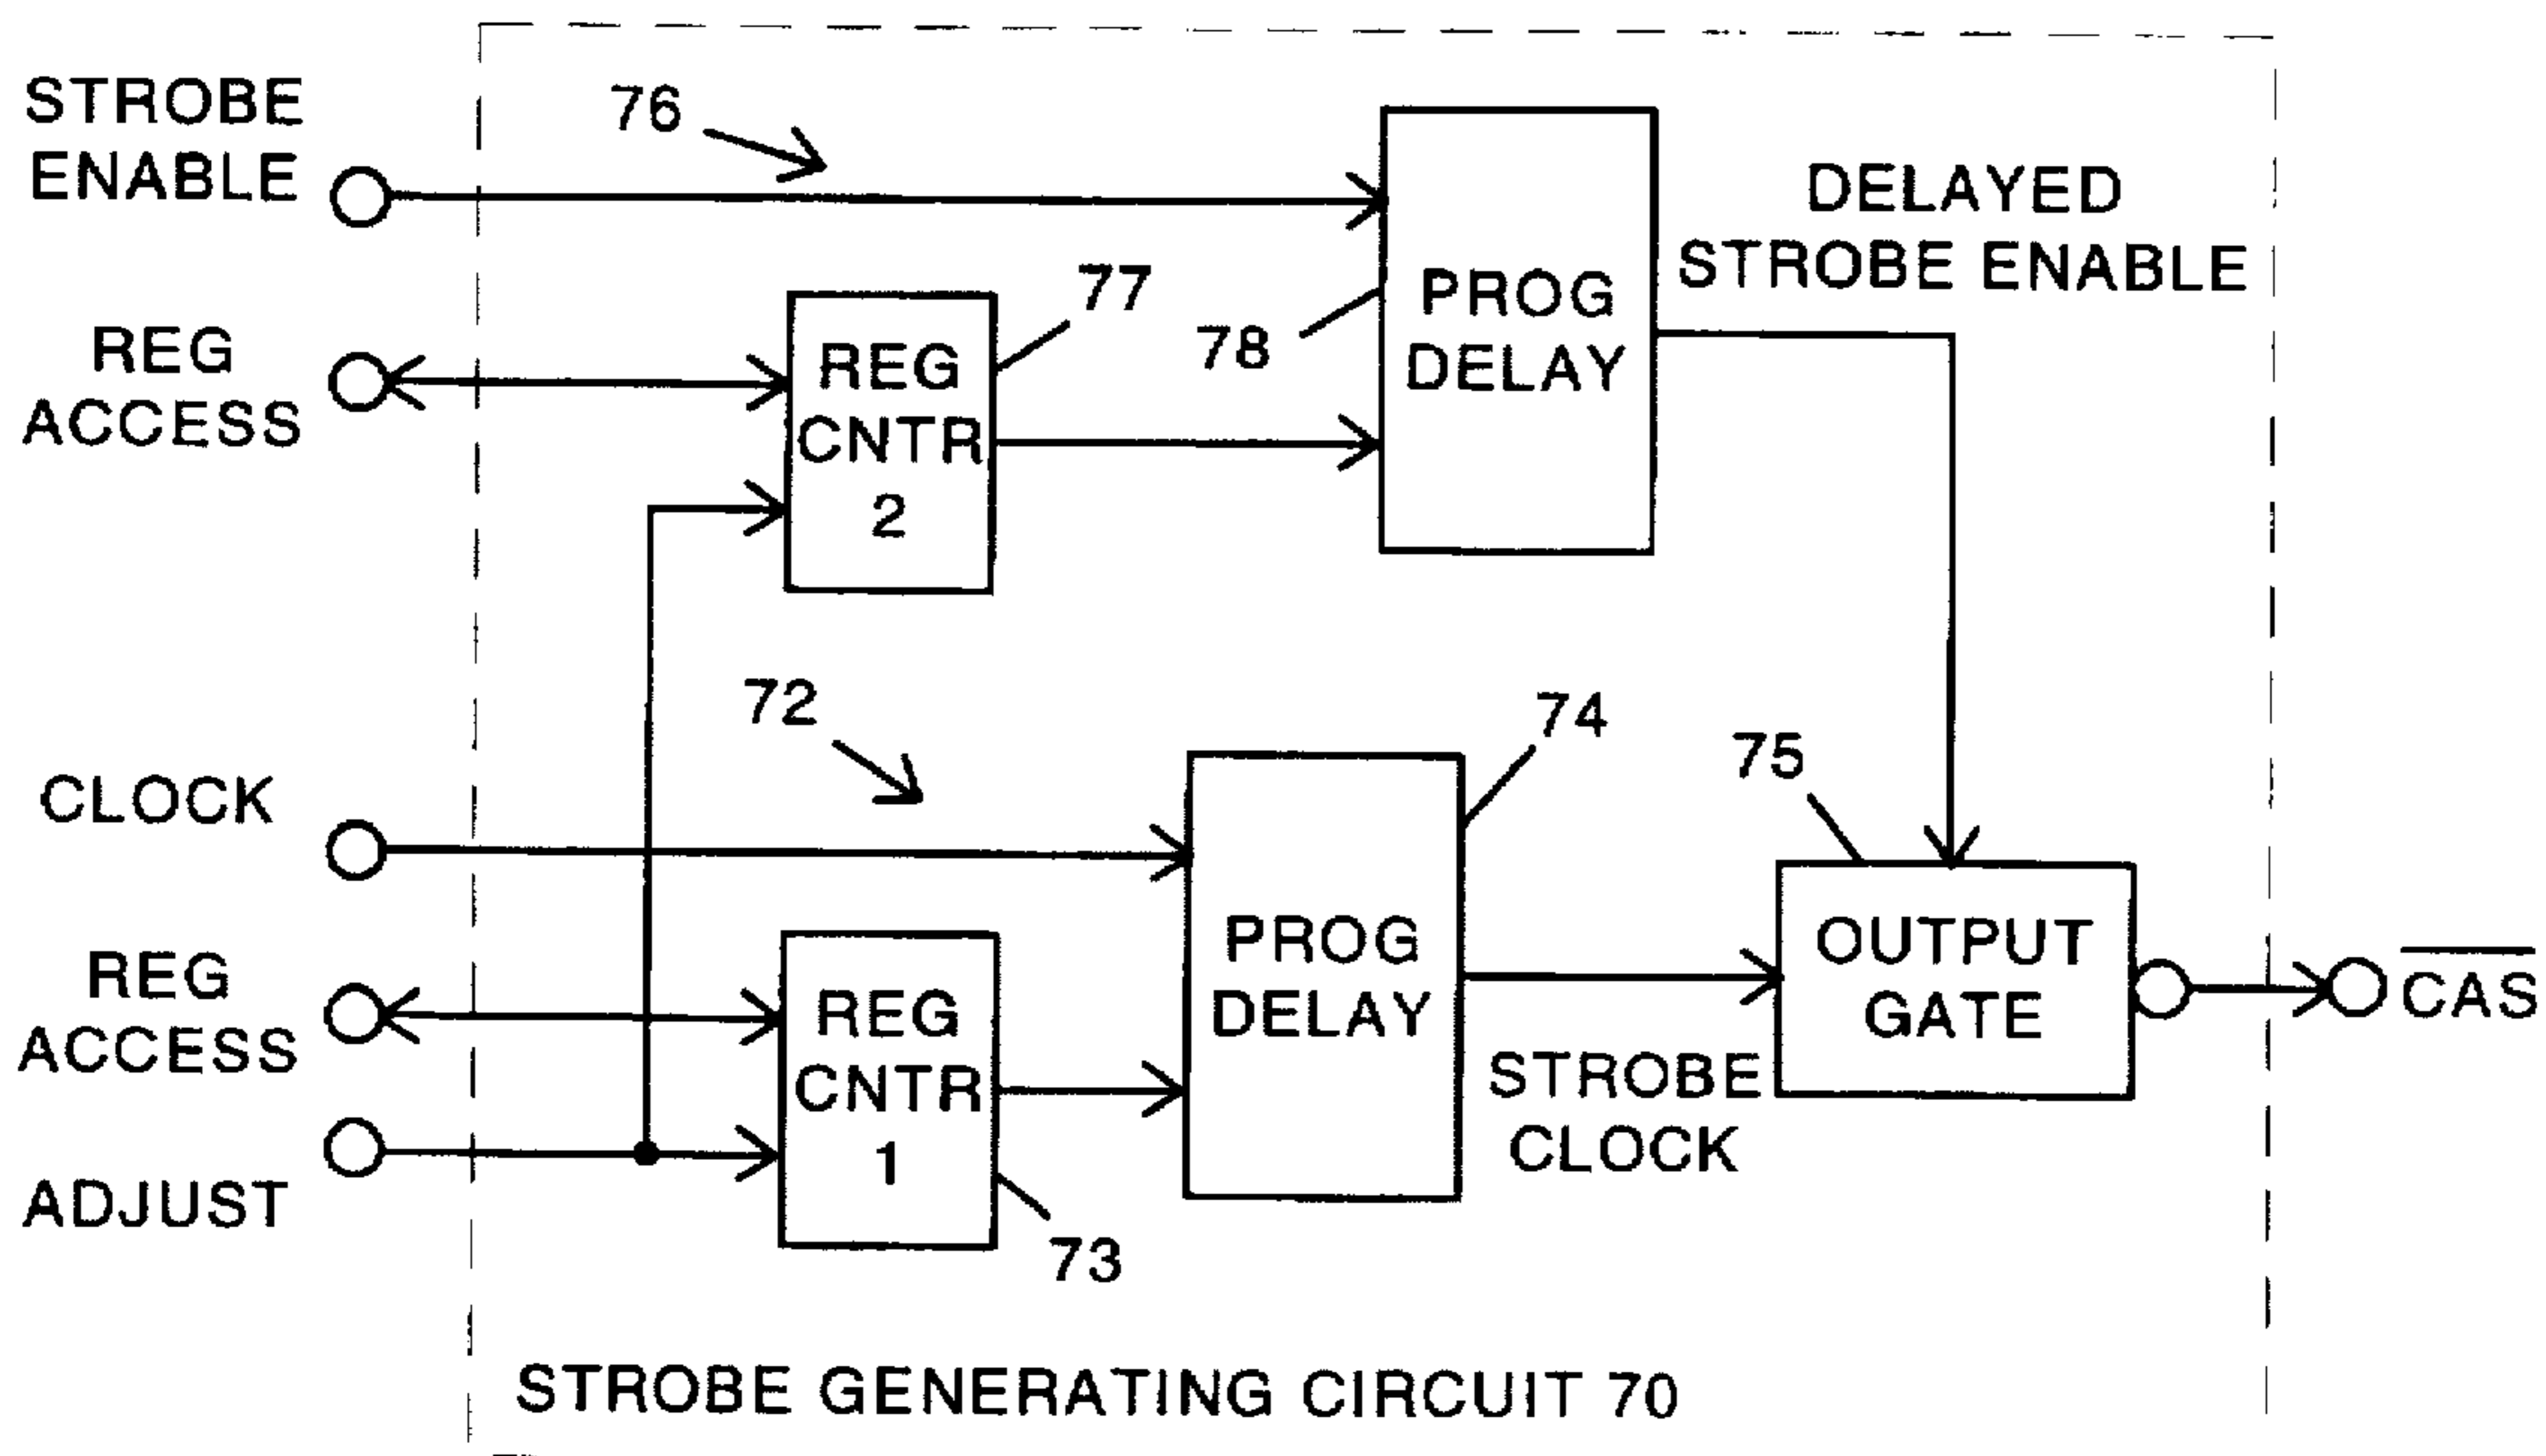 STROBE
ENABLE
76
DELAYED
STROBE ENABLE
77
78
PROG
DELAY
REG
ACCESS
REG
CNTR
2
72
74
75
CLOCK
PROG
DELAY
OUTPUT
GATE
CAS
REG
ACCESS
REG
CNTR
1
STROBE
CLOCK
ADJUST
73
STROBE GENERATING CIRCUIT 70